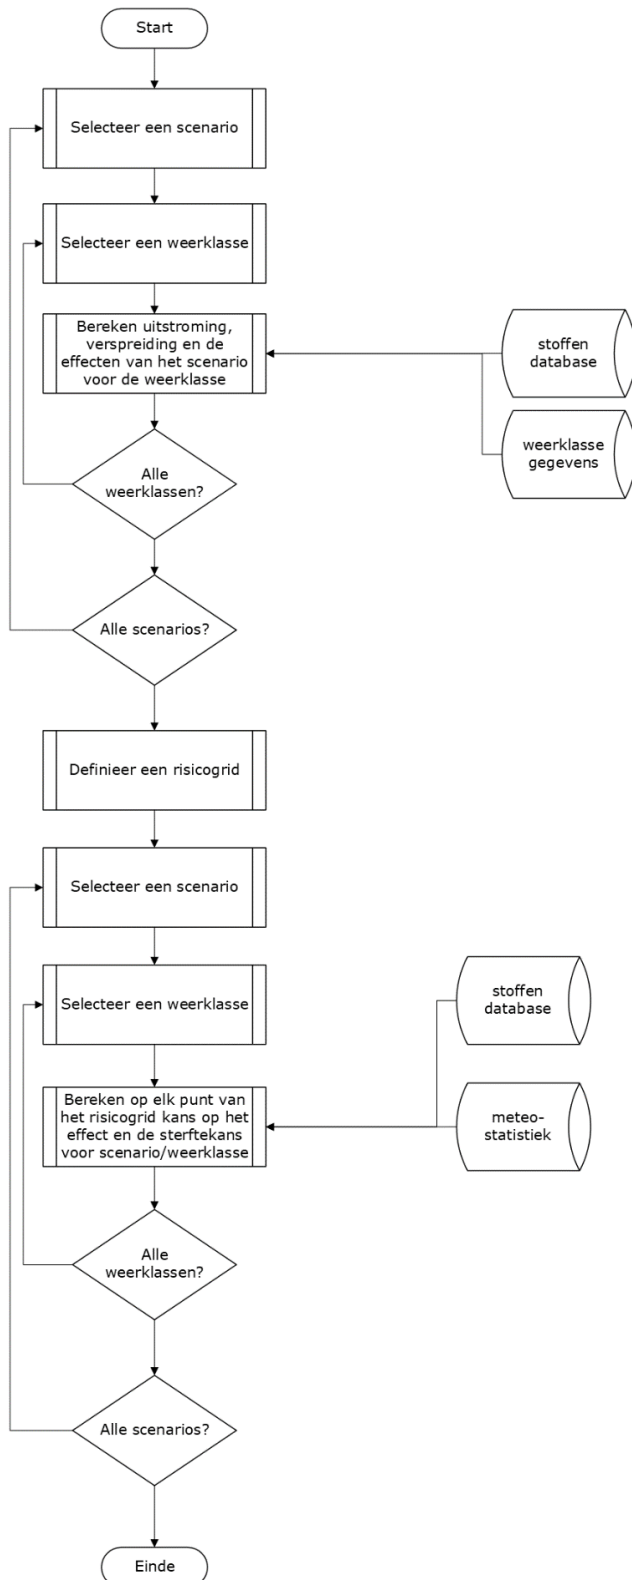 Start
Selecteer een scenario
Selecteer een weerklasse
Bereken uitstroming,
verspreiding en de
effecten van het scenario
voor de weerklasse
stoffen
database
weerklasse
gegevens
Alle
weerklassen?
Alle scenarios?
Definieer een risicogrid
Selecteer een scenario
Selecteer een weerklasse
stoffen
database
Bereken op elk punt van
het risicogrid kans op het
effect en de sterftekans
voor scenario/weerklasse
meteo-
statistiek
Alle
weerklassen?
Alle scenarios?
Einde